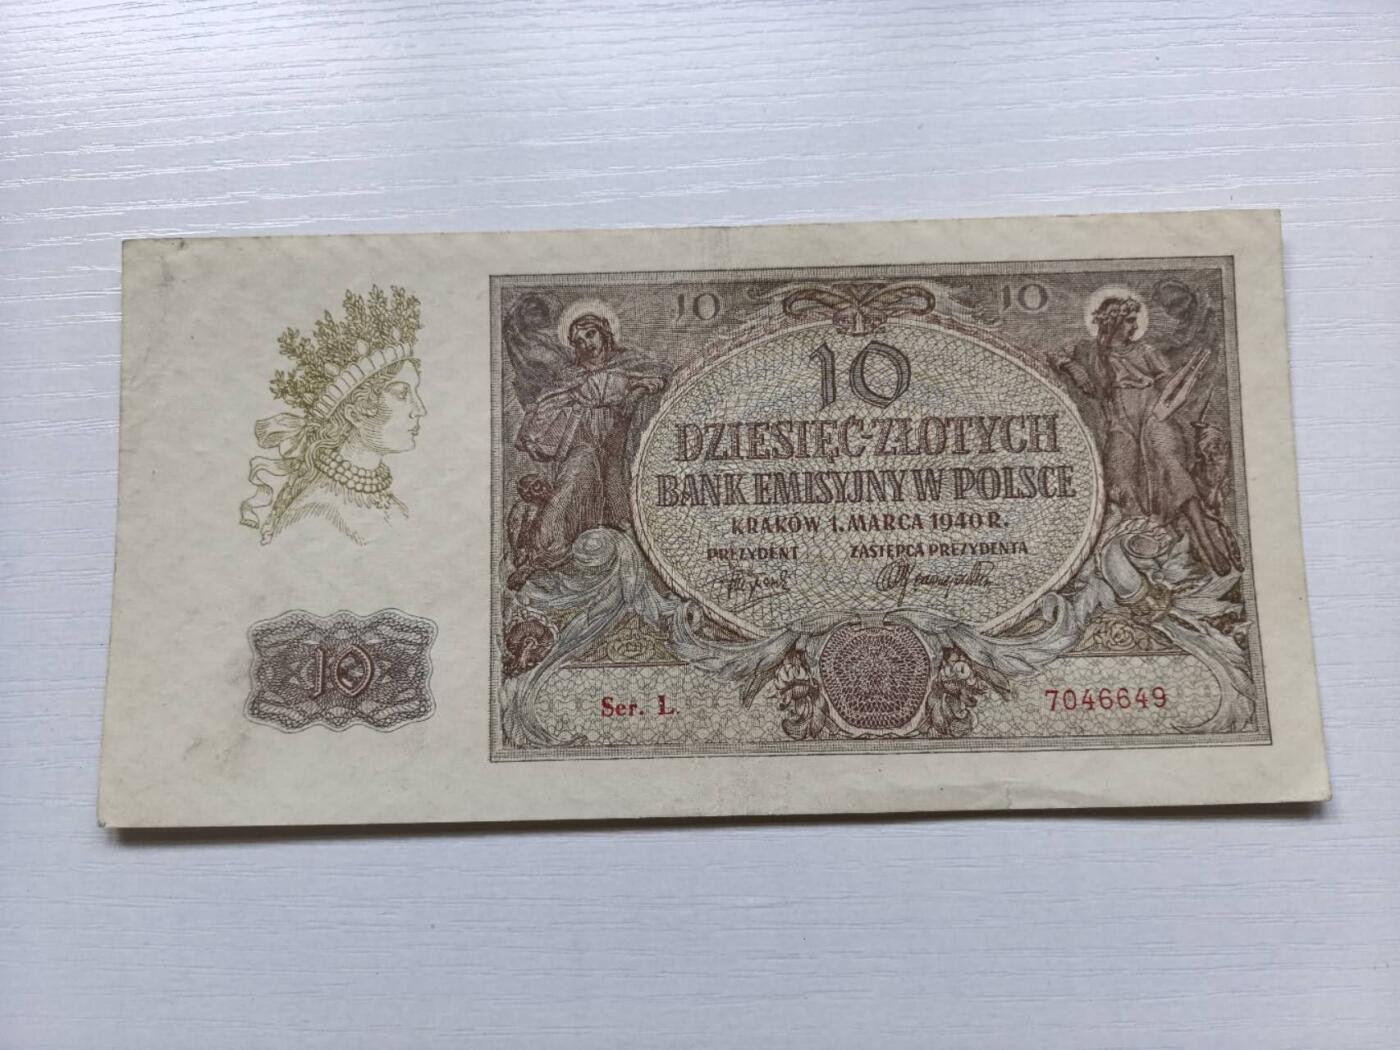 10 10
10
DZIESIĘĆ-ZŁOTYCH
BANK EMISYJNY W POLSCE
KRAKÓW 1. MARCA 1940 R.
PREZYDENT ZASTĘPCA PREZYDENTA
10
Ser. L. 7046649